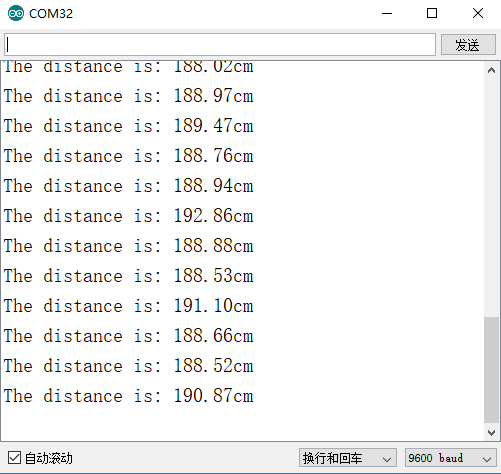 COM32
发送
The distance is: 188.02cm
The distance is: 188.97cm
The distance is: 189.47cm
The distance is: 188.76cm
The distance is: 188.94cm
The distance is: 192.86cm
The distance is: 188.88cm
The distance is: 188.53cm
The distance is: 191.10cm
The distance is: 188.66cm
The distance is: 188.52cm
The distance is: 190.87cm
自动滚动 换行和回车 9600 baud